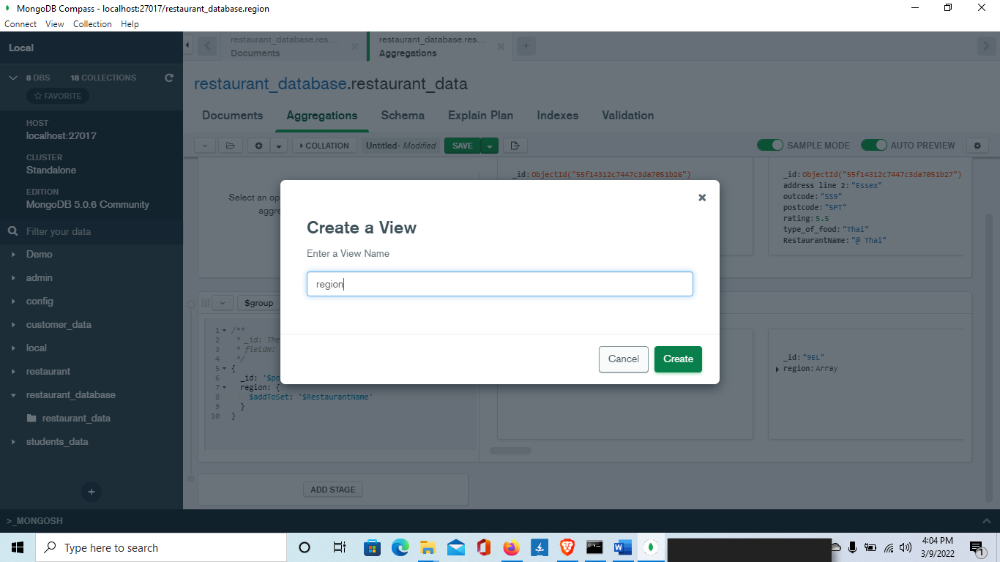 MongoDB Compass - localhost:27017/restaurant_database.region
Connect View Collection Help
Local
8 DBS 18 COLLECTIONS
FAVORITE
HOST
localhost:27017
CLUSTER
Standalone
EDITION
MongoDB 5.0.6 Community
Filter your data
Demo
admin
config
customer_data
local
restaurant
restaurant_database
restaurant_data
students_data
restaurant_database.res...
Documents
restaurant_database.res...
Aggregations
restaurant_database.restaurant_data
Documents Aggregations Schema Explain Plan Indexes Validation
COLLATION Untitled- Modified SAVE SAMPLE MODE AUTO PREVIEW
Select an op
aggre
_id: ObjectId("55f14312c7447c3da7051b26")
_id: ObjectId("55f14312c7447c3da7051b27")
address line 2: "Essex"
outcode: "SS9"
postcode: "5PT"
rating: 5.5
type_of_food: "Thai"
RestaurantName: "@ Thai"
Create a View
Enter a View Name
region
Cancel Create
$group
1 /**
2 * _id: The
3 * fieldN:
4 */
5 {
6 _id: '$po
7 region: {
8 $addToSet: '$RestaurantName'
9 }
10 }
_id: "9EL"
region: Array
ADD STAGE
>_MONGOSH
Type here to search
4:04 PM
3/9/2022
1